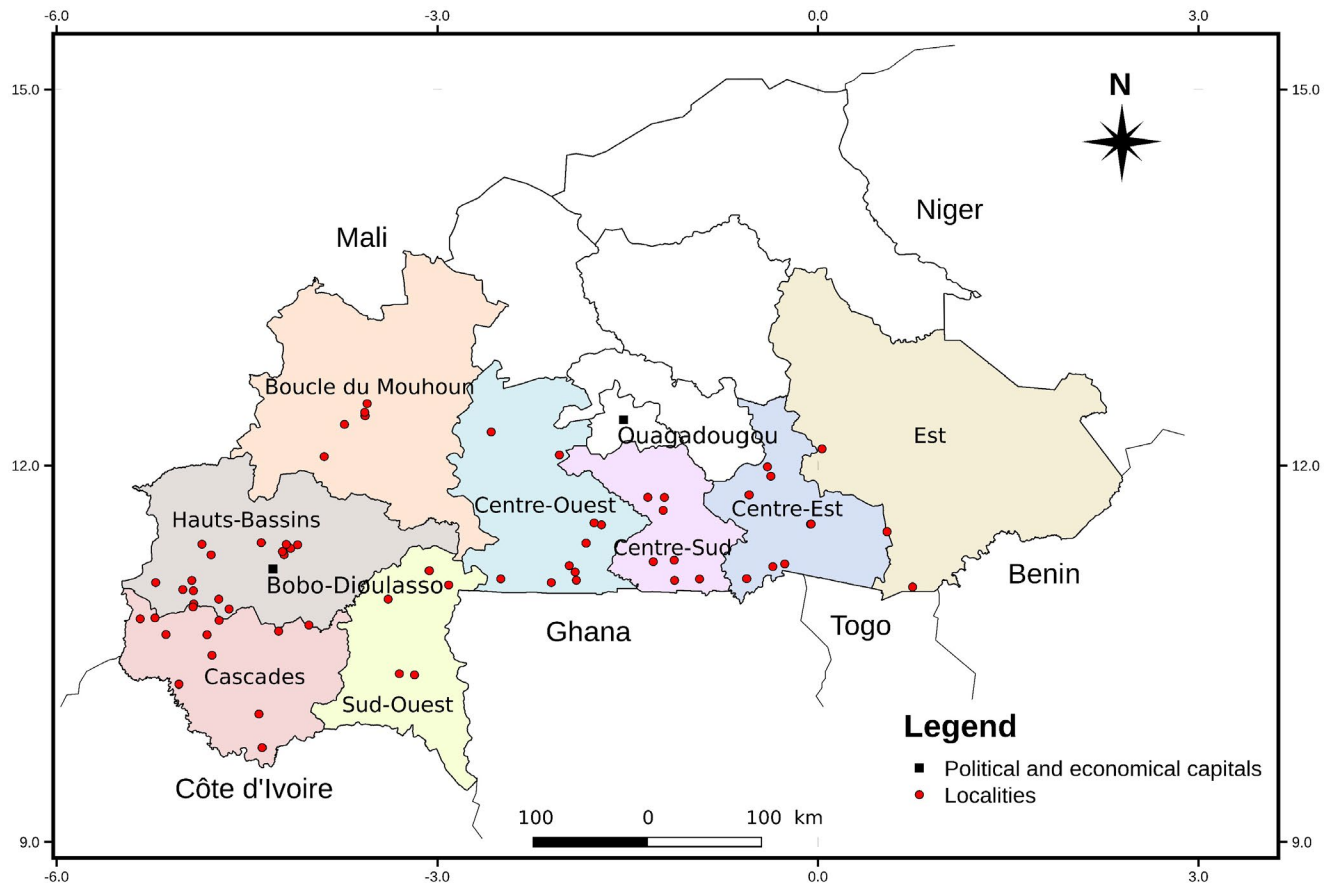 -6.0 -3.0 0.0 3.0
15.0 15.0
N
Niger
Mali
Boucle du Mouhoun
Ouagadougou
Est
12.0 12.0
Centre-Ouest
Centre-Est
Hauts-Bassins
Centre-Sud
Bobo-Dioulasso
Benin
Ghana
Togo
Cascades
Sud-Ouest
Legend
Political and economical capitals
Localities
Côte d'Ivoire
100 0 100 km
9.0 9.0
-6.0 -3.0 0.0 3.0